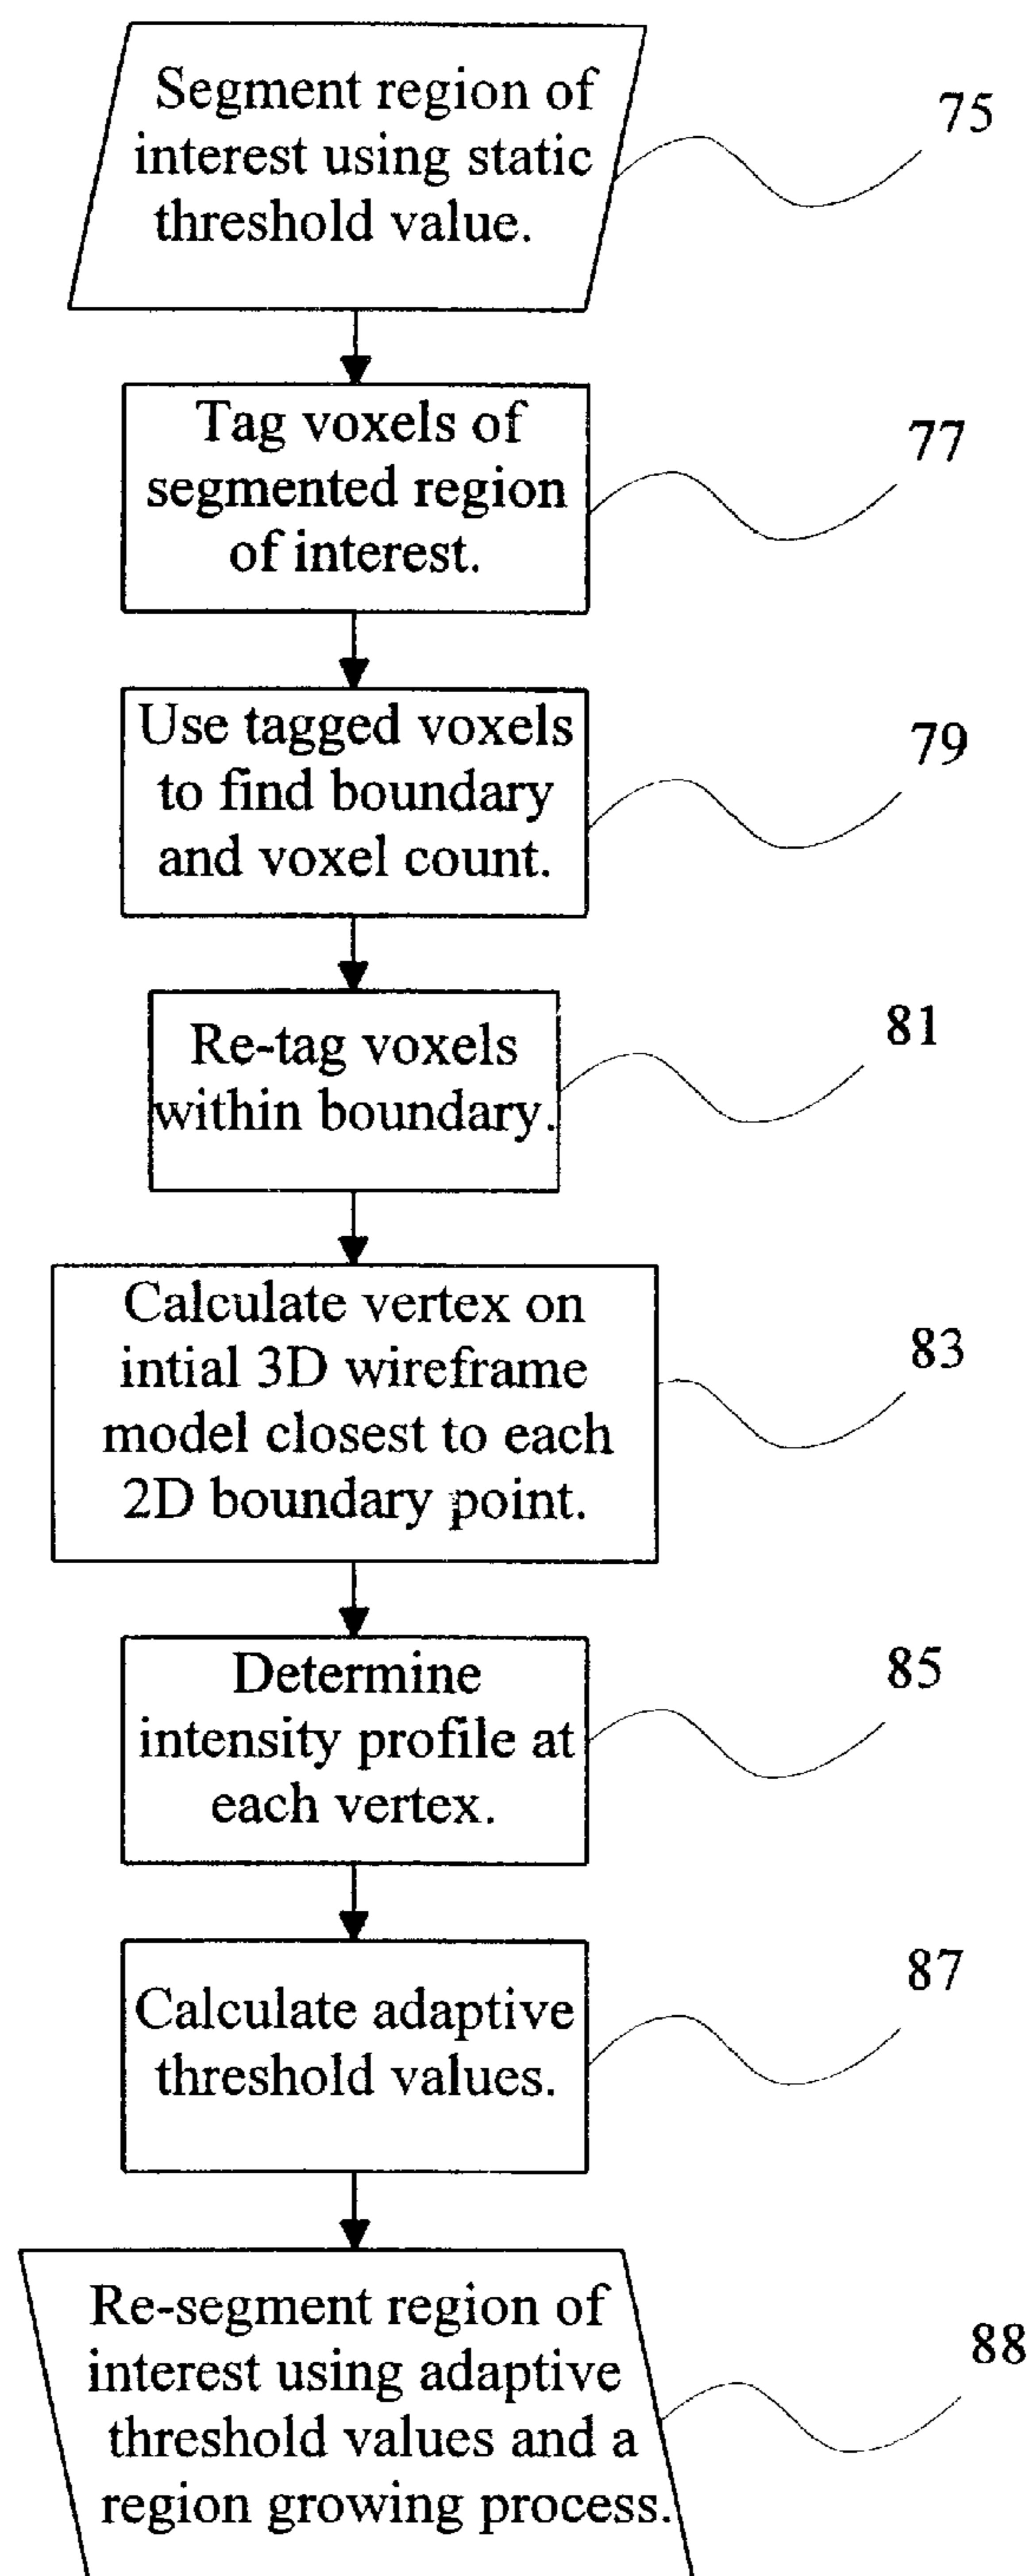 Segment region of
interest using static
threshold value.
75
Tag voxels of
segmented region
of interest.
77
Use tagged voxels
to find boundary
and voxel count.
79
Re-tag voxels
within boundary.
81
Calculate vertex on
intial 3D wireframe
model closest to each
2D boundary point.
83
Determine
intensity profile at
each vertex.
85
Calculate adaptive
threshold values.
87
Re-segment region of
interest using adaptive
threshold values and a
region growing process.
88